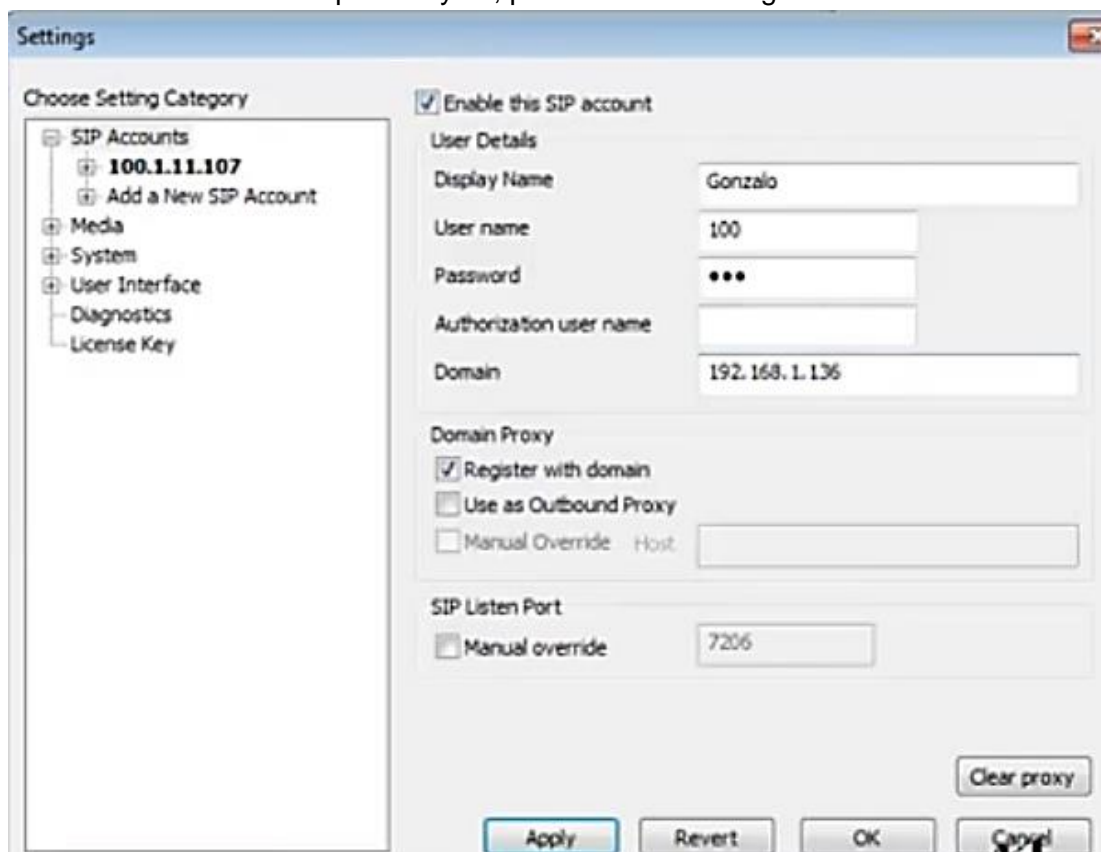 Settings
Choose Setting Category
SIP Accounts
100.1.11.107
Add a New SIP Account
Media
System
User Interface
Diagnostics
License Key
Enable this SIP account
User Details
Display Name Gonzalo
User name 100
Password •••
Authorization user name
Domain 192.168.1.136
Domain Proxy
Register with domain
Use as Outbound Proxy
Manual Override Host
SIP Listen Port
Manual override 7206
Clear proxy
Apply Revert OK Cancel